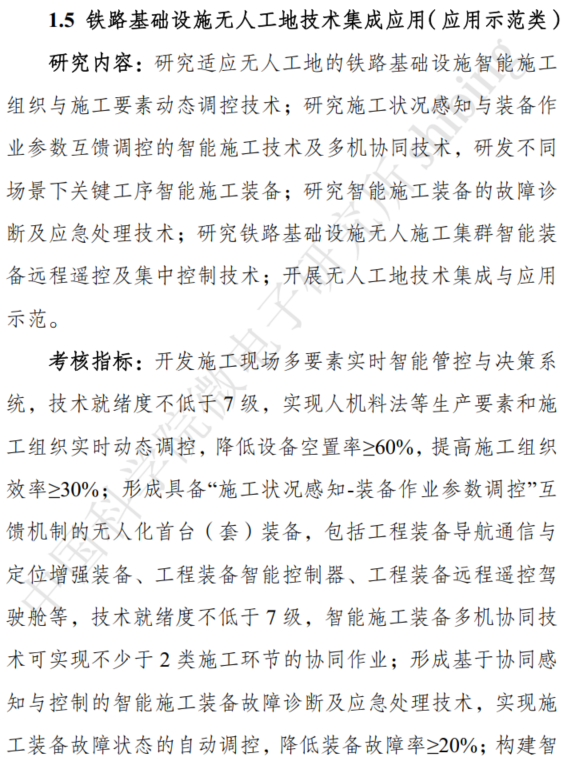 1.5 铁路基础设施无人工地技术集成应用（应用示范类）
研究内容：研究适应无人工地的铁路基础设施智能施工
组织与施工要素动态调控技术；研究施工状况感知与装备作
业参数互馈调控的智能施工技术及多机协同技术，研发不同
场景下关键工序智能施工装备；研究智能施工装备的故障诊
断及应急处理技术；研究铁路基础设施无人施工集群智能装
备远程遥控及集中控制技术；开展无人工地技术集成与应用
示范。
考核指标：开发施工现场多要素实时智能管控与决策系
统，技术就绪度不低于 7 级，实现人机料法等生产要素和施
工组织实时动态调控，降低设备空置率≥60%，提高施工组织
效率≥30%；形成具备“施工状况感知-装备作业参数调控”互
馈机制的无人化首台（套）装备，包括工程装备导航通信与
定位增强装备、工程装备智能控制器、工程装备远程遥控驾
驶舱等，技术就绪度不低于 7 级，智能施工装备多机协同技
术可实现不少于 2 类施工环节的协同作业；形成基于协同感
知与控制的智能施工装备故障诊断及应急处理技术，实现施
工装备故障状态的自动调控，降低装备故障率≥20%；构建智
中国科学院微电子研究所 shibing